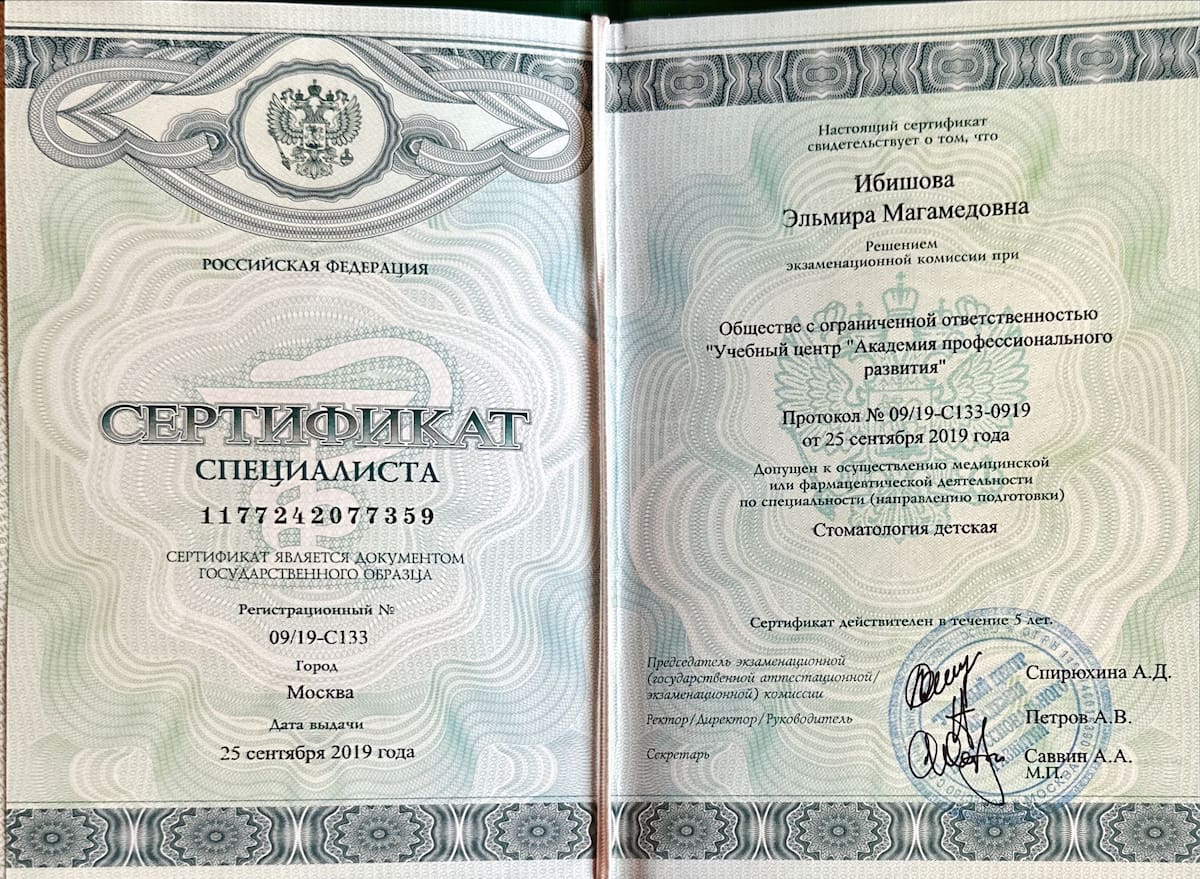 РОССИЙСКАЯ ФЕДЕРАЦИЯ
СЕРТИФИКАТ
СПЕЦИАЛИСТА
1177242077359
СЕРТИФИКАТ ЯВЛЯЕТСЯ ДОКУМЕНТОМ
ГОСУДАРСТВЕННОГО ОБРАЗЦА
Регистрационный №
09/19-С133
Город
Москва
Дата выдачи
25 сентября 2019 года
Настоящий сертификат
свидетельствует о том, что
Ибишова
Эльмира Магамедовна
Решением
экзаменационной комиссии при
Обществе с ограниченной ответственностью
"Учебный центр "Академия профессионального
развития"
Протокол № 09/19-С133-0919
от 25 сентября 2019 года
Допущен к осуществлению медицинской
или фармацевтической деятельности
по специальности (направлению подготовки)
Стоматология детская
Сертификат действителен в течение 5 лет.
Председатель экзаменационной
(государственной аттестационной/
экзаменационной) комиссии
Спирюхина А.Д.
Ректор/Директор/Руководитель
Петров А.В.
Секретарь
Саввин А.А.
М.П.